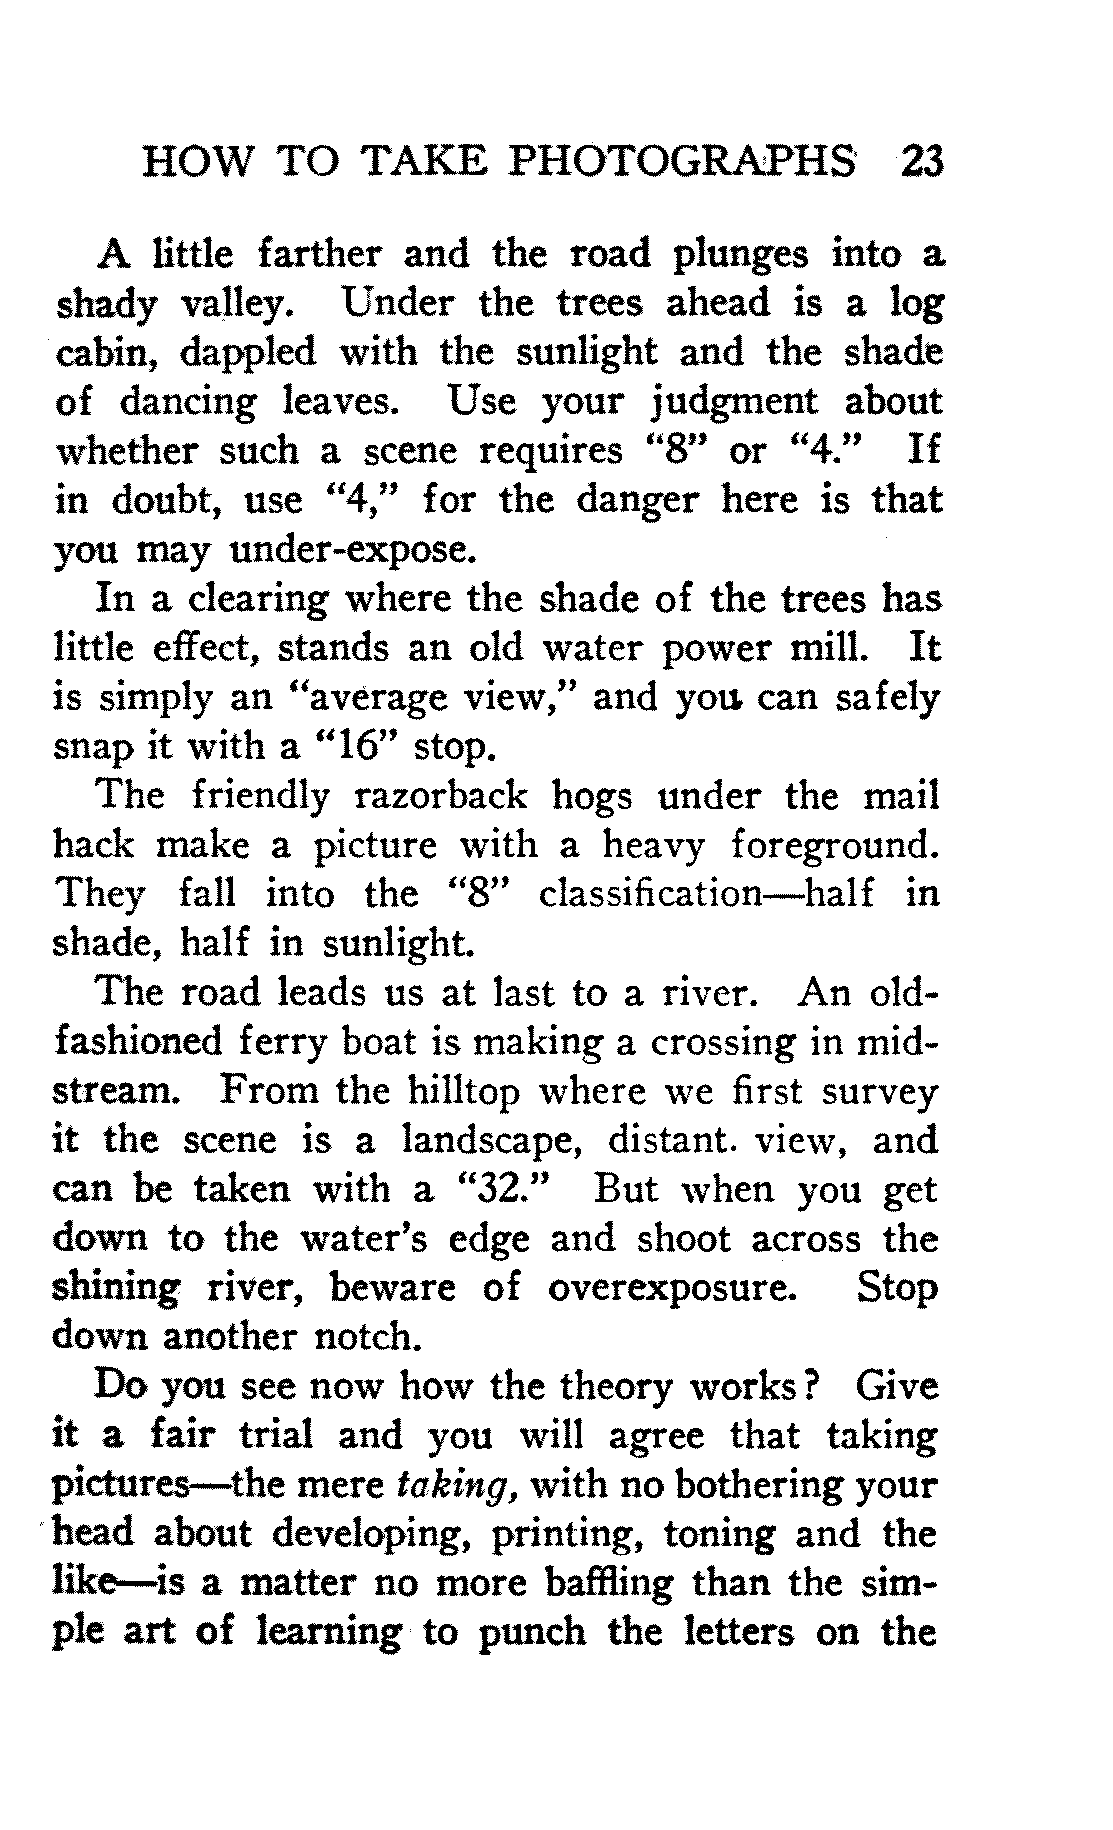 HOW TO TAKE PHOTOGRAPHS 23
A little farther and the road plunges into a
shady valley. Under the trees ahead is a log
cabin, dappled with the sunlight and the shade
of dancing leaves. Use your judgment about
whether such a scene requires “8” or “4.” If
in doubt, use “4,” for the danger here is that
you may under-expose.
In a clearing where the shade of the trees has
little effect, stands an old water power mill. It
is simply an “average view,” and you can safely
snap it with a “16” stop.
The friendly razorback hogs under the mail
hack make a picture with a heavy foreground.
They fall into the “8” classification—half in
shade, half in sunlight.
The road leads us at last to a river. An old-
fashioned ferry boat is making a crossing in mid-
stream. From the hilltop where we first survey
it the scene is a landscape, distant. view, and
can be taken with a “32.” But when you get
down to the water’s edge and shoot across the
shining river, beware of overexposure. Stop
down another notch.
Do you see now how the theory works? Give
it a fair trial and you will agree that taking
pictures—the mere taking, with no bothering your
head about developing, printing, toning and the
like—is a matter no more baffling than the sim-
ple art of learning to punch the letters on the